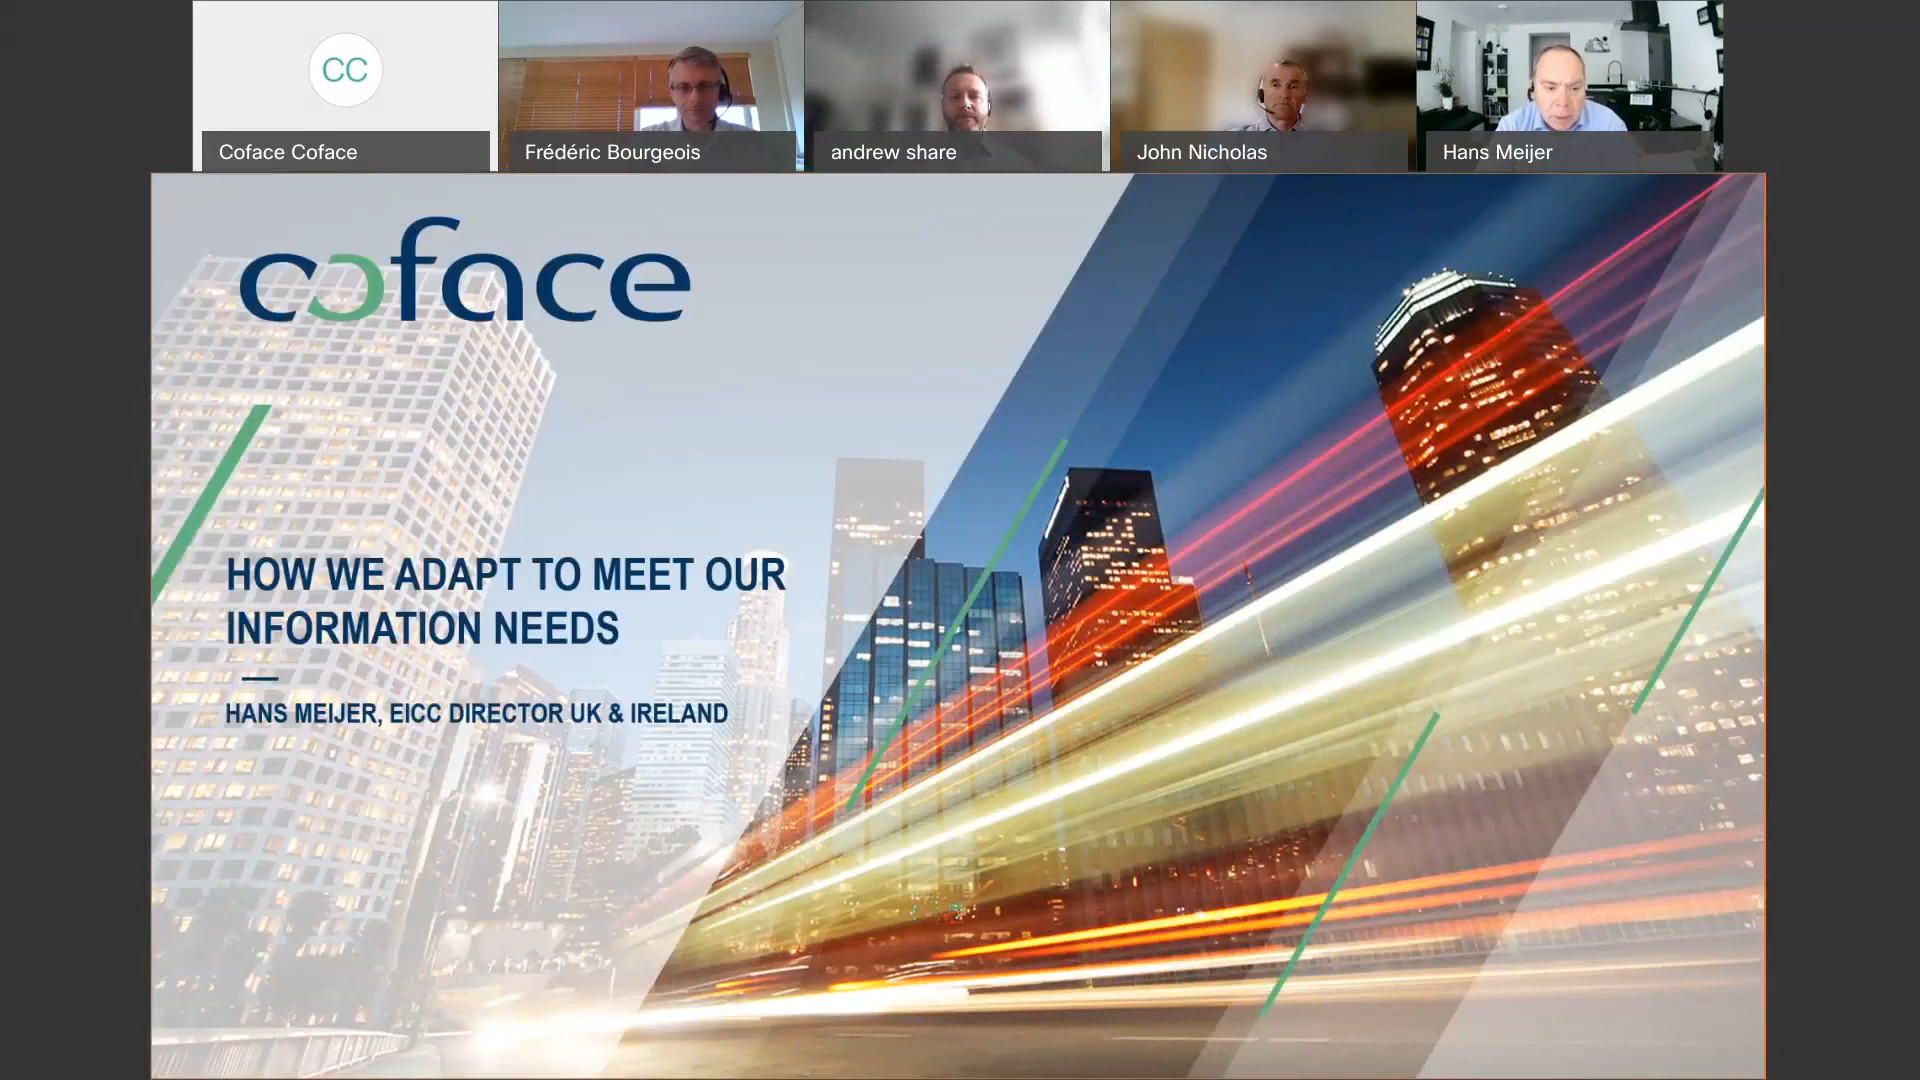 CC
Coface Coface
Frédéric Bourgeois
andrew share
John Nicholas
Hans Meijer
coface
HOW WE ADAPT TO MEET OUR
INFORMATION NEEDS
HANS MEIJER, EICC DIRECTOR UK & IRELAND